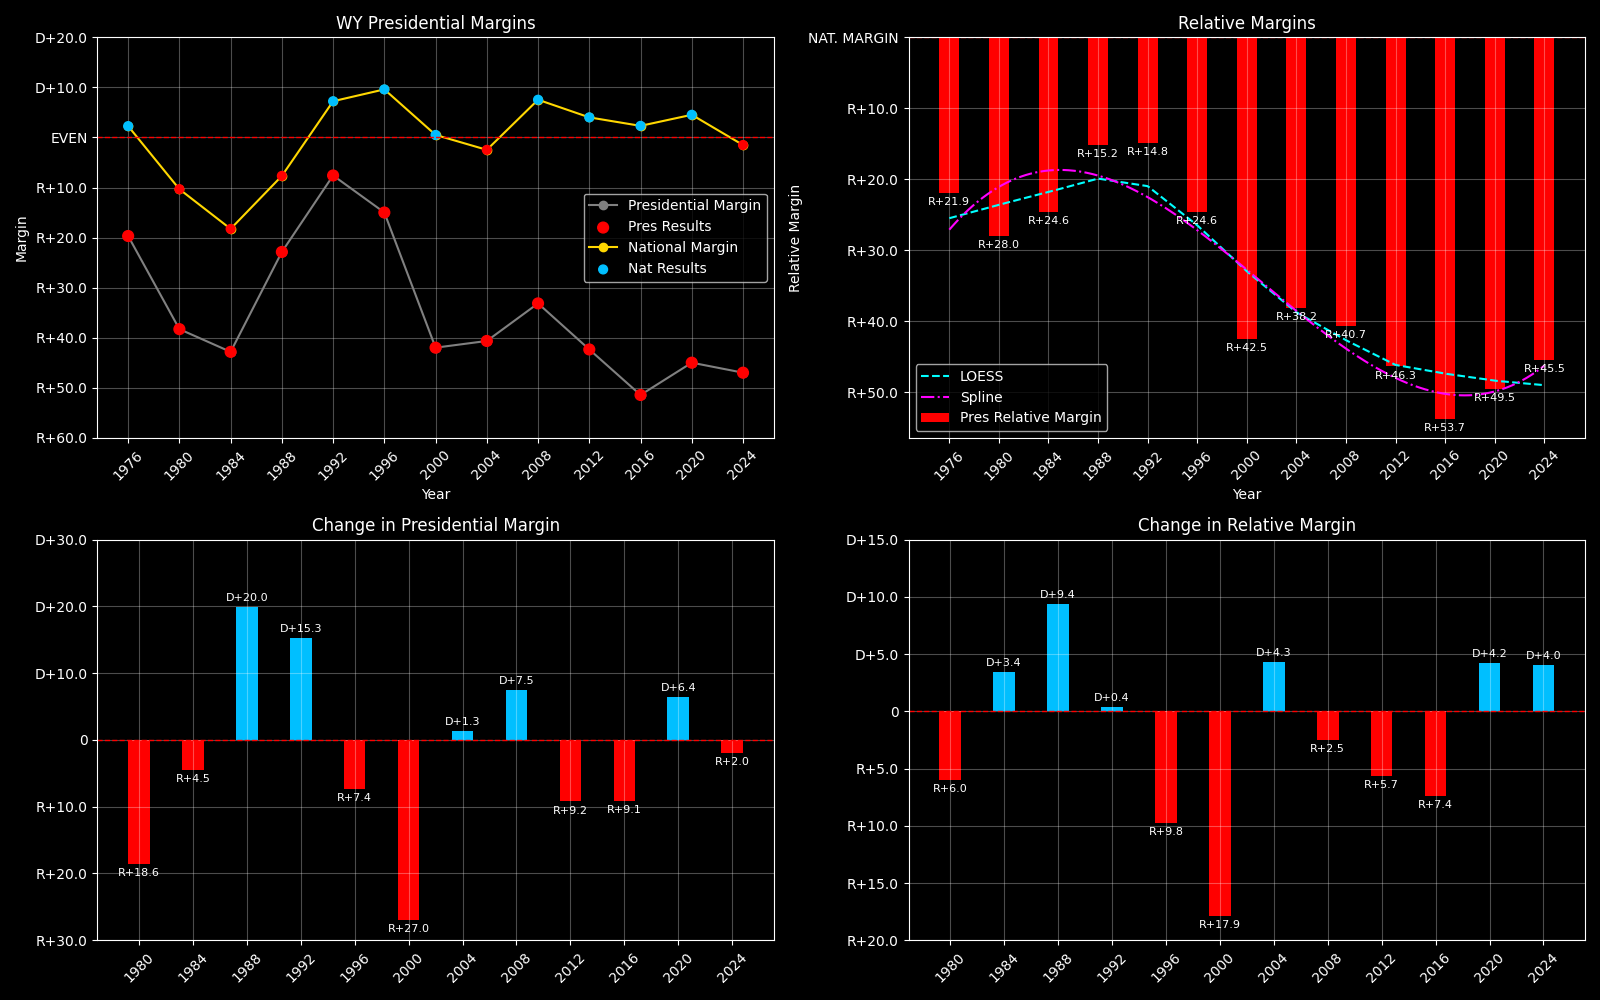 WY Presidential Margins
D+20.0
D+10.0
EVEN
R+10.0
R+20.0
R+30.0
R+40.0
R+50.0
R+60.0
Margin
Presidential Margin
Pres Results
National Margin
Nat Results
1976
1980
1984
1988
1992
1996
2000
2004
2008
2012
2016
2020
2024
Year
Relative Margins
NAT. MARGIN
R+10.0
R+20.0
R+30.0
R+40.0
R+50.0
Relative Margin
R+21.9
R+28.0
R+24.6
R+15.2
R+14.8
R+24.6
R+42.5
R+38.2
R+40.7
R+46.3
R+53.7
R+49.5
R+45.5
LOESS
Spline
Pres Relative Margin
1976
1980
1984
1988
1992
1996
2000
2004
2008
2012
2016
2020
2024
Year
Change in Presidential Margin
D+30.0
D+20.0
D+10.0
0
R+10.0
R+20.0
R+30.0
R+18.6
R+4.5
D+20.0
D+15.3
R+7.4
R+27.0
D+1.3
D+7.5
R+9.2
R+9.1
D+6.4
R+2.0
1980
1984
1988
1992
1996
2000
2004
2008
2012
2016
2020
2024
Change in Relative Margin
D+15.0
D+10.0
D+5.0
0
R+5.0
R+10.0
R+15.0
R+20.0
R+6.0
D+3.4
D+9.4
D+0.4
R+9.8
R+17.9
D+4.3
R+2.5
R+5.7
R+7.4
D+4.2
D+4.0
1980
1984
1988
1992
1996
2000
2004
2008
2012
2016
2020
2024